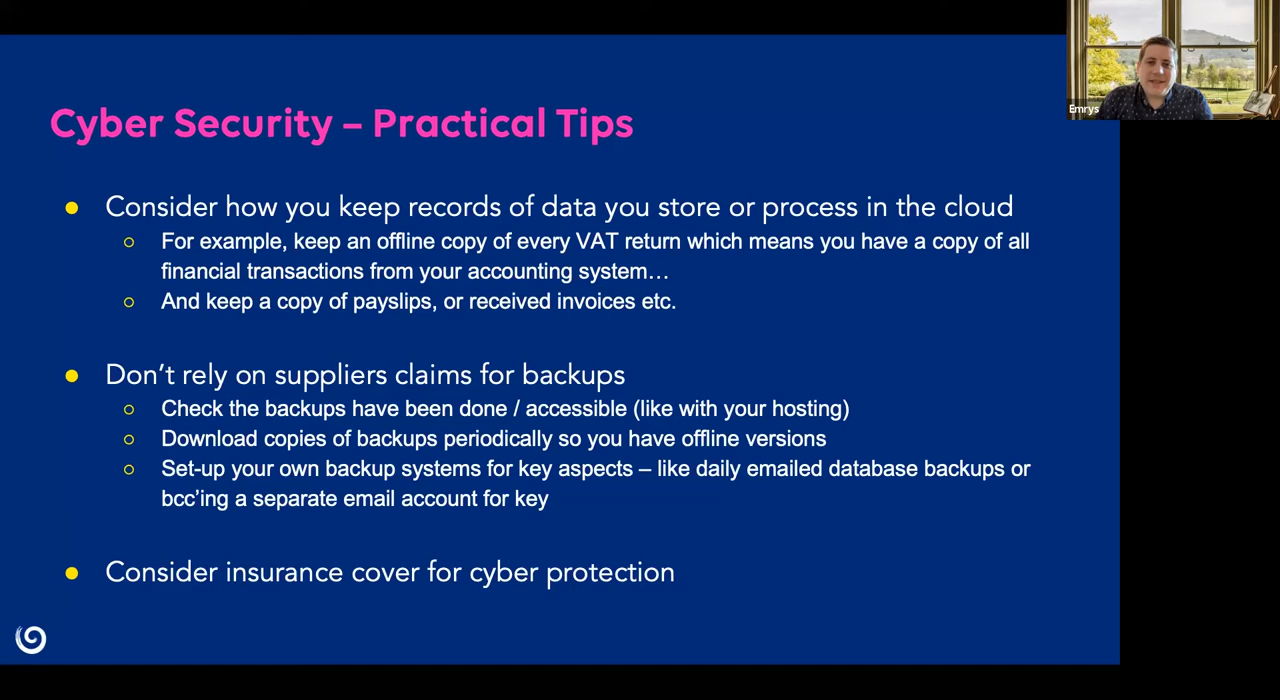 Cyber Security – Practical Tips
Consider how you keep records of data you store or process in the cloud
For example, keep an offline copy of every VAT return which means you have a copy of all
financial transactions from your accounting system…
And keep a copy of payslips, or received invoices etc.
Don’t rely on suppliers claims for backups
Check the backups have been done / accessible (like with your hosting)
Download copies of backups periodically so you have offline versions
Set-up your own backup systems for key aspects – like daily emailed database backups or
bcc’ing a separate email account for key
Consider insurance cover for cyber protection
Emrys